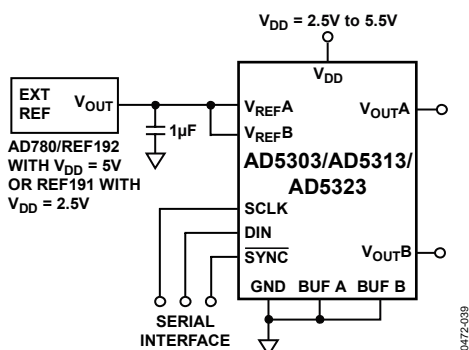 V_DD = 2.5V to 5.5V
V_DD
EXT
REF
V_OUT
1µF
AD780/REF192
WITH V_DD = 5V
OR REF191 WITH
V_DD = 2.5V
V_REFA
V_REFB
V_OUTA
AD5303/AD5313/
AD5323
SCLK
DIN
SYNC
V_OUTB
GND BUF A BUF B
SERIAL
INTERFACE
00472-039